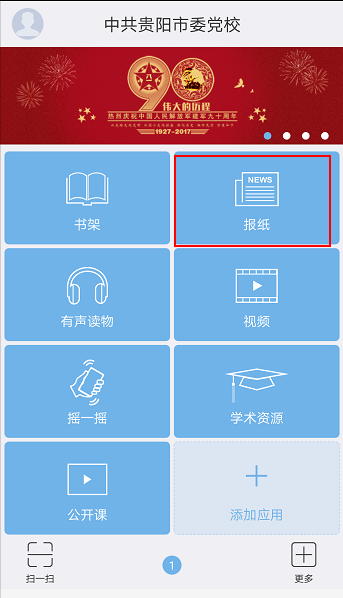 中共贵阳市委党校
90
伟大的历程
热烈庆祝中国人民解放军建军九十周年
1927-2017
书架
NEWS
报纸
有声读物
视频
摇一摇
学术资源
公开课
添加应用
扫一扫
1
更多